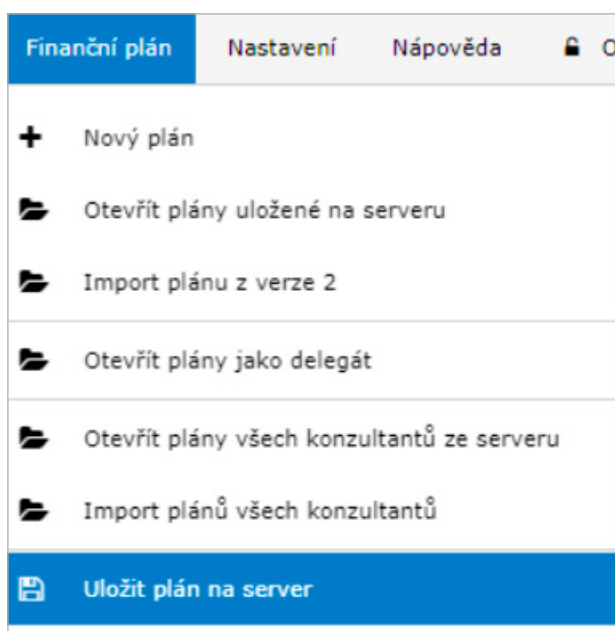 Finanční plán Nastavení Nápověda
Nový plán
Otevřít plány uložené na serveru
Import plánu z verze 2
Otevřít plány jako delegát
Otevřít plány všech konzultantů ze serveru
Import plánů všech konzultantů
Uložit plán na server